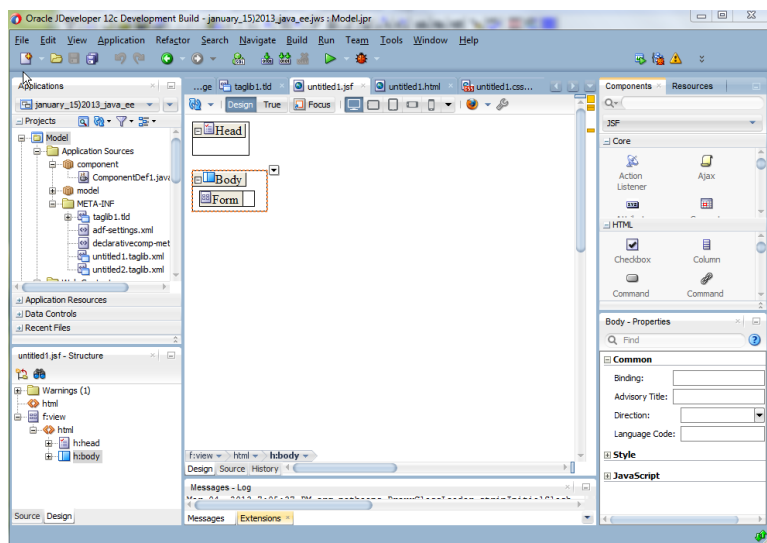 Oracle JDeveloper 12c Development Build - january_15)2013_java_ee.jws : Model.jpr
File Edit View Application Refactor Search Navigate Build Run Team Tools Window Help
Applications
january_15)2013_java_ee
Projects
Model
Application Sources
component
ComponentDef1.java
model
META-INF
taglib1.tld
adf-settings.xml
declarativecomp-met
untitled1.taglib.xml
untitled2.taglib.xml
Application Resources
Data Controls
Recent Files
untitled1.jsf - Structure
Warnings (1)
html
f:view
html
h:head
h:body
Source Design
...ge taglib1.tld untitled1.jsf untitled1.html untitled1.css...
Design True Focus
Head
Body
Form
f:view html h:body
Design Source History
Messages - Log
Messages Extensions
Components Resources
JSF
Core
Action Listener
Ajax
HTML
Checkbox Column
Command Command
Body - Properties
Find
Common
Binding:
Advisory Title:
Direction:
Language Code:
Style
JavaScript